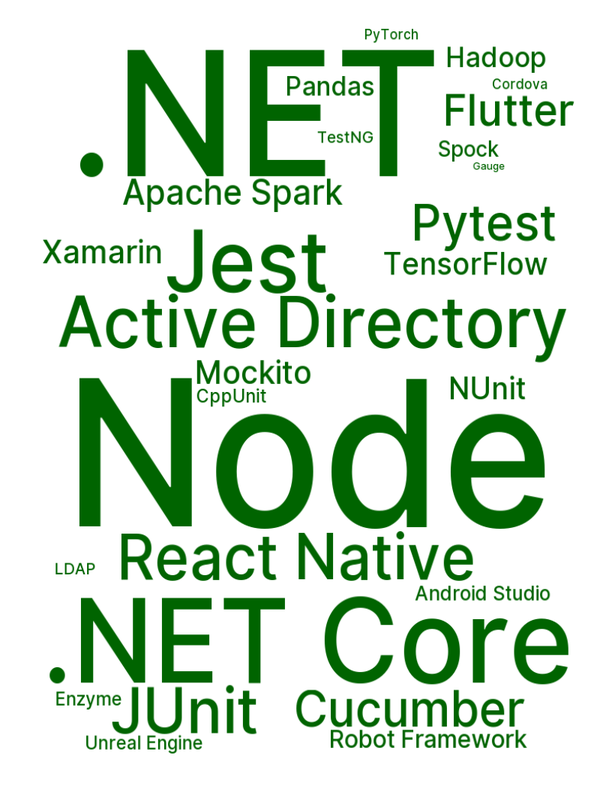 PyTorch
Hadoop
.NET
Pandas
Cordova
Flutter
TestNG
Spock
Gauge
Apache Spark
Pytest
Xamarin
Jest
TensorFlow
Active Directory
Mockito
NUnit
CppUnit
Node
React Native
LDAP
Android Studio
.NET Core
Enzyme
JUnit
Cucumber
Unreal Engine
Robot Framework